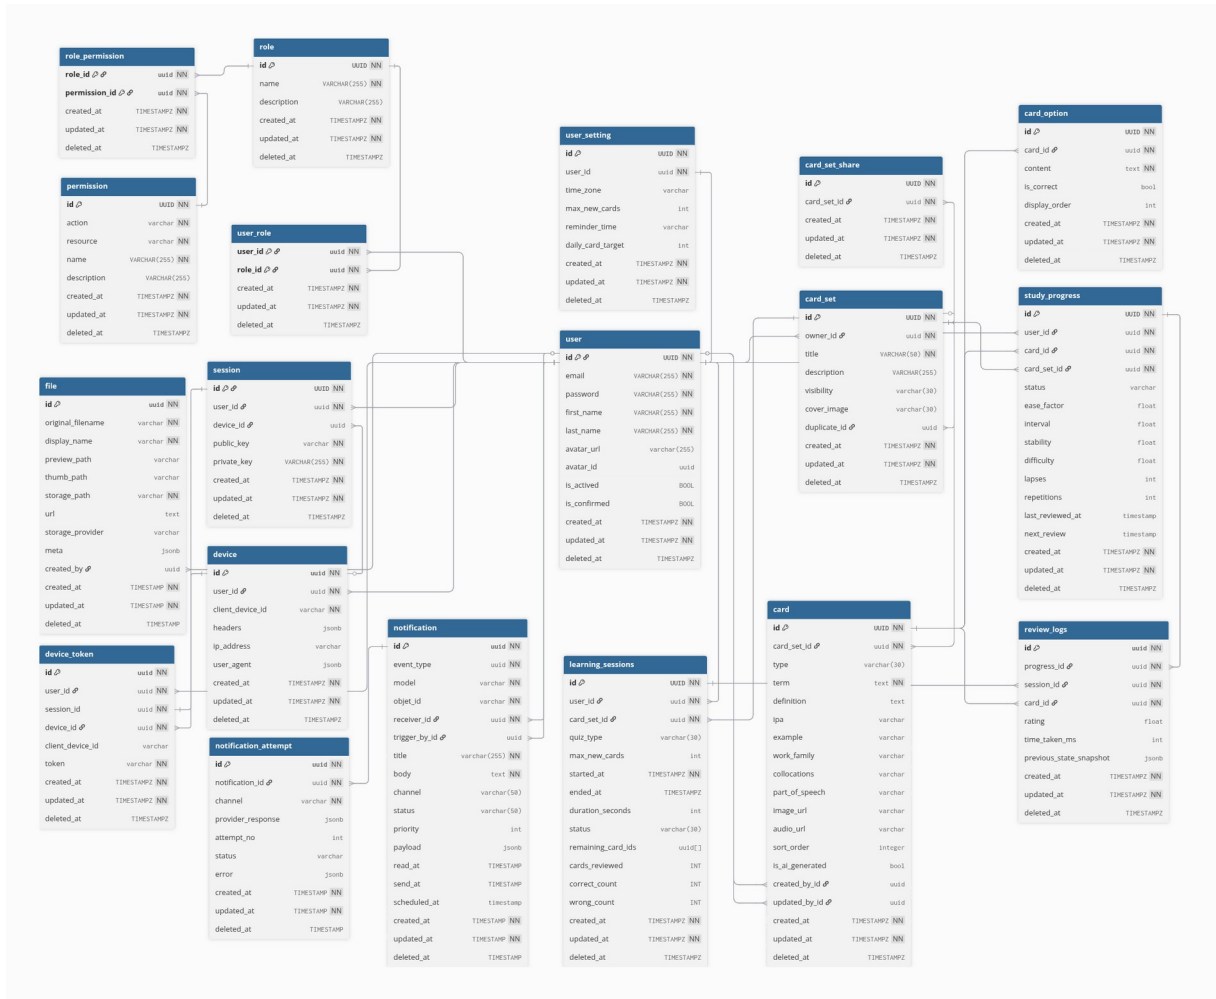 role_permission
role_id uuid NN
permission_id uuid NN
created_at TIMESTAMPZ NN
updated_at TIMESTAMPZ NN
deleted_at TIMESTAMPZ
role
id UUID NN
name VARCHAR(255) NN
description VARCHAR(255)
created_at TIMESTAMPZ NN
updated_at TIMESTAMPZ NN
deleted_at TIMESTAMPZ
permission
id UUID NN
action varchar NN
resource varchar NN
name VARCHAR(255) NN
description VARCHAR(255)
created_at TIMESTAMPZ NN
updated_at TIMESTAMPZ NN
deleted_at TIMESTAMPZ
user_role
user_id uuid NN
role_id uuid NN
created_at TIMESTAMPZ NN
updated_at TIMESTAMPZ NN
deleted_at TIMESTAMPZ
user_setting
id UUID NN
user_id uuid NN
time_zone varchar
max_new_cards int
reminder_time varchar
daily_card_target int
created_at TIMESTAMPZ NN
updated_at TIMESTAMPZ NN
deleted_at TIMESTAMPZ
card_set_share
id UUID NN
card_set_id uuid NN
created_at TIMESTAMPZ NN
updated_at TIMESTAMPZ NN
deleted_at TIMESTAMPZ
card_option
id UUID NN
card_id uuid NN
content text NN
is_correct bool
display_order int
created_at TIMESTAMPZ NN
updated_at TIMESTAMPZ NN
deleted_at TIMESTAMPZ
card_set
id UUID NN
owner_id uuid NN
title VARCHAR(50) NN
description VARCHAR(255)
visibility varchar(30)
cover_image varchar(30)
duplicate_id uuid
created_at TIMESTAMPZ NN
updated_at TIMESTAMPZ NN
deleted_at TIMESTAMPZ
study_progress
id UUID NN
user_id uuid NN
card_id uuid NN
card_set_id uuid NN
status varchar
ease_factor float
interval float
stability float
difficulty float
lapses int
repetitions int
last_reviewed_at timestamp
next_review timestamp
created_at TIMESTAMPZ NN
updated_at TIMESTAMPZ NN
deleted_at TIMESTAMPZ
user
id UUID NN
email VARCHAR(255) NN
password VARCHAR(255) NN
first_name VARCHAR(255) NN
last_name VARCHAR(255) NN
avatar_url varchar(255)
avatar_id uuid
is_actived BOOL
is_confirmed BOOL
created_at TIMESTAMPZ NN
updated_at TIMESTAMPZ NN
deleted_at TIMESTAMPZ
session
id UUID NN
user_id uuid NN
device_id uuid
public_key varchar NN
private_key VARCHAR(255) NN
created_at TIMESTAMPZ NN
updated_at TIMESTAMPZ NN
deleted_at TIMESTAMPZ
file
id uuid NN
original_filename varchar NN
display_name varchar NN
preview_path varchar
thumb_path varchar
storage_path varchar NN
url text
storage_provider varchar
meta jsonb
created_by uuid
created_at TIMESTAMP NN
updated_at TIMESTAMP NN
deleted_at TIMESTAMP
device
id uuid NN
user_id uuid NN
client_device_id varchar NN
headers jsonb
ip_address varchar
user_agent jsonb
created_at TIMESTAMPZ NN
updated_at TIMESTAMPZ NN
deleted_at TIMESTAMPZ
device_token
id uuid NN
user_id uuid NN
session_id uuid NN
device_id uuid NN
client_device_id varchar
token varchar NN
created_at TIMESTAMPZ NN
updated_at TIMESTAMPZ NN
deleted_at TIMESTAMPZ
notification_attempt
id uuid NN
notification_id uuid NN
channel varchar NN
provider_response jsonb
attempt_no int
status varchar
error jsonb
created_at TIMESTAMP NN
updated_at TIMESTAMP NN
deleted_at TIMESTAMP
notification
id uuid NN
event_type uuid NN
model varchar NN
objet_id varchar NN
receiver_id uuid NN
trigger_by_id uuid
title varchar(255) NN
body text NN
channel varchar(50)
status varchar(50)
priority int
payload jsonb
read_at TIMESTAMP
send_at TIMESTAMP
scheduled_at timestamp
created_at TIMESTAMP NN
updated_at TIMESTAMP NN
deleted_at TIMESTAMP
learning_sessions
id UUID NN
user_id uuid NN
card_set_id uuid NN
quiz_type varchar(30)
max_new_cards int
started_at TIMESTAMPZ NN
ended_at TIMESTAMPZ
duration_seconds int
status varchar(30)
remaining_card_ids uuid[]
cards_reviewed INT
correct_count INT
wrong_count INT
created_at TIMESTAMPZ NN
updated_at TIMESTAMPZ NN
deleted_at TIMESTAMPZ
card
id UUID NN
card_set_id uuid NN
type varchar(30)
term text NN
definition text
ipa varchar
example varchar
work_family varchar
collocations varchar
part_of_speech varchar
image_url varchar
audio_url varchar
sort_order integer
is_ai_generated bool
created_by_id uuid
updated_by_id uuid
created_at TIMESTAMPZ NN
updated_at TIMESTAMPZ NN
deleted_at TIMESTAMPZ
review_logs
id uuid NN
progress_id uuid NN
session_id uuid NN
card_id uuid NN
rating float
time_taken_ms int
previous_state_snapshot jsonb
created_at TIMESTAMPZ NN
updated_at TIMESTAMPZ NN
deleted_at TIMESTAMPZ